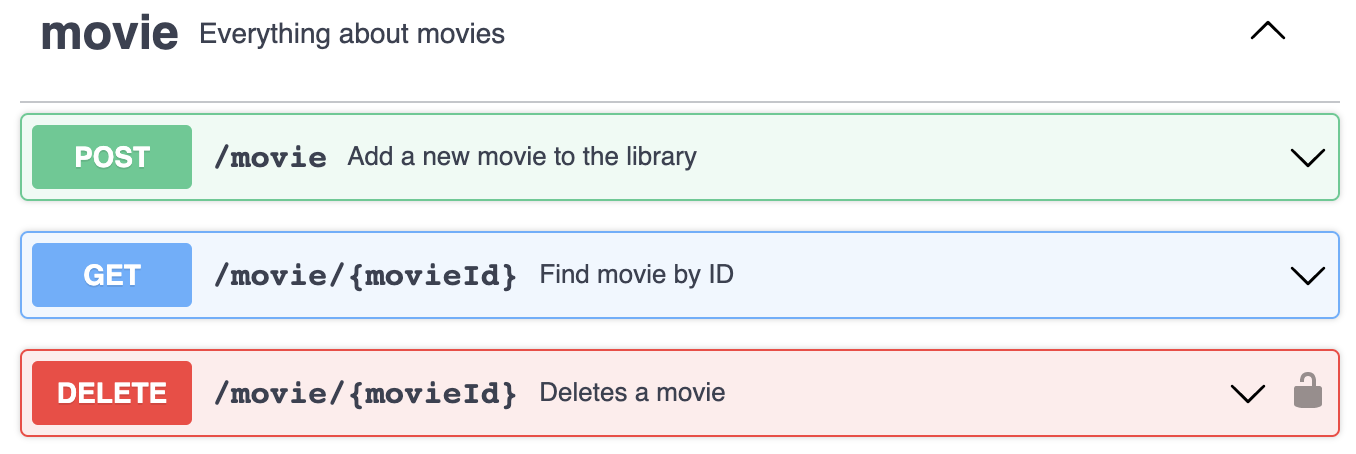 movie Everything about movies
POST /movie Add a new movie to the library
GET /movie/{movieId} Find movie by ID
DELETE /movie/{movieId} Deletes a movie